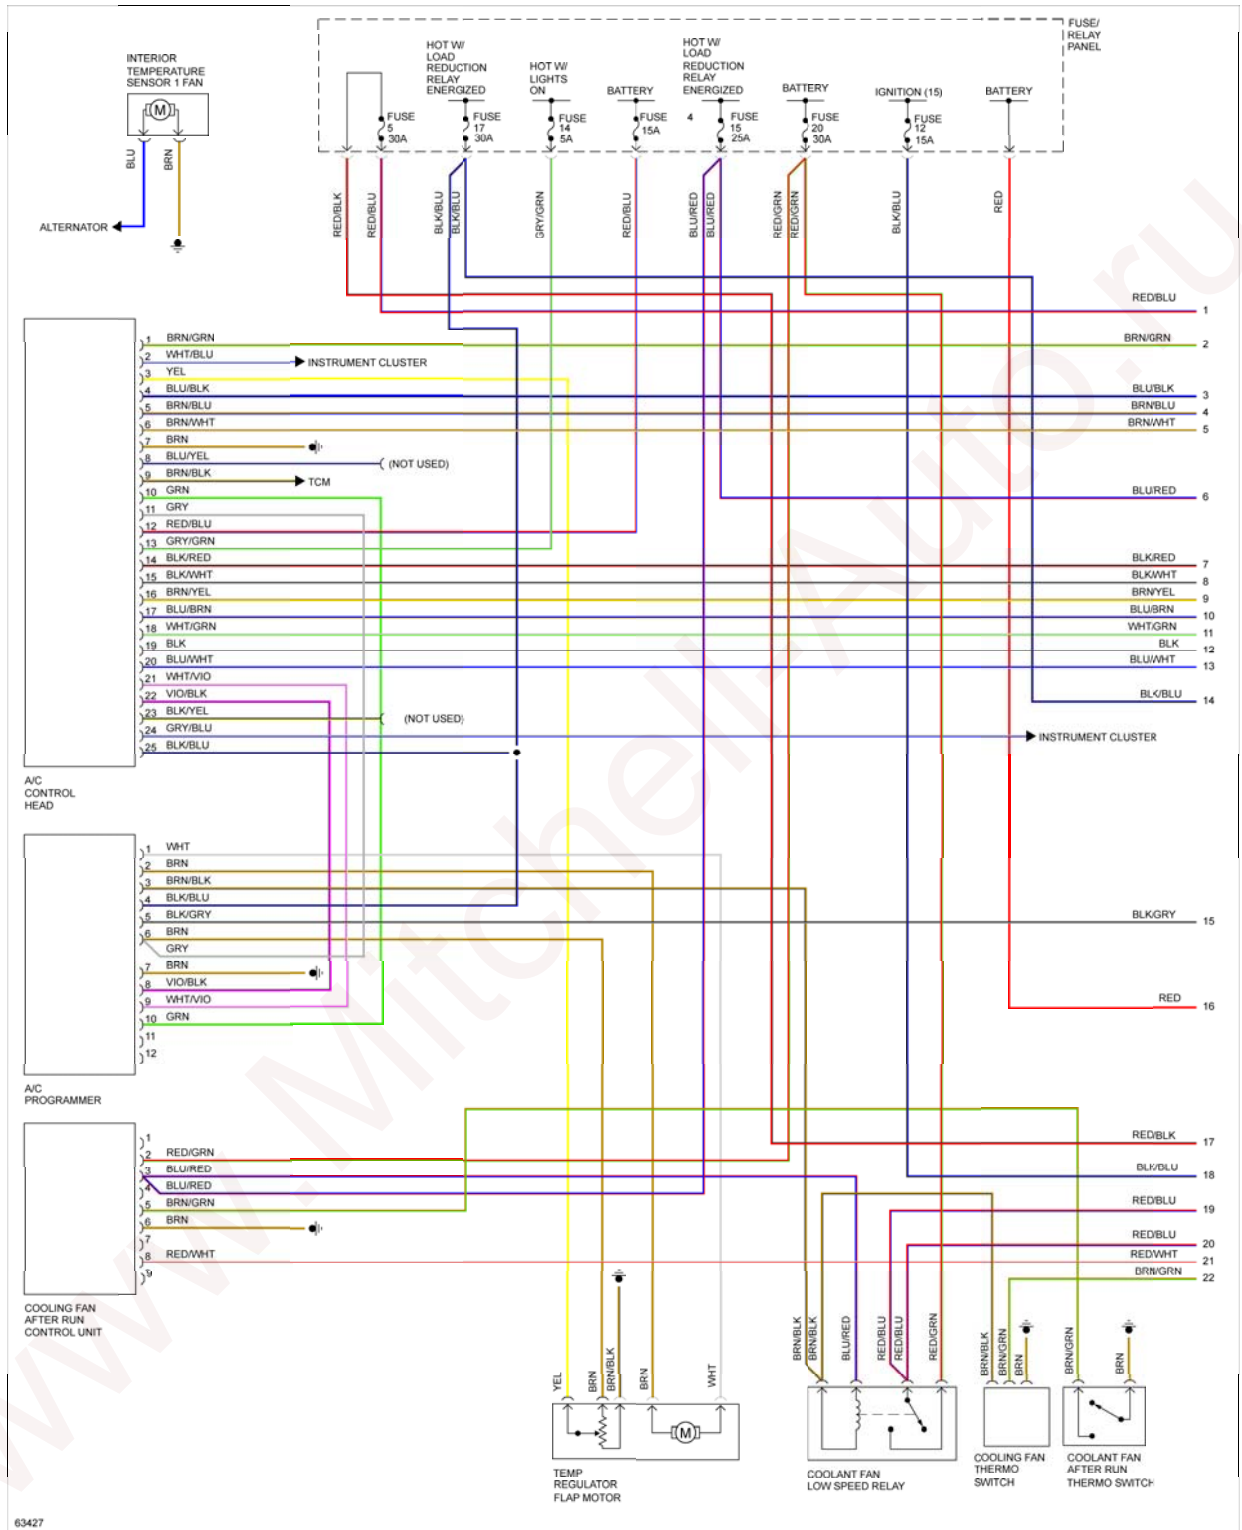 FUSE/
RELAY
PANEL
INTERIOR
TEMPERATURE
SENSOR 1 FAN
M
BLU
BRN
ALTERNATOR
HOT W/
LOAD
REDUCTION
RELAY
ENERGIZED
HOT W/
LIGHTS
ON
BATTERY
HOT W/
LOAD
REDUCTION
RELAY
ENERGIZED
BATTERY
IGNITION (15)
BATTERY
FUSE
5
30A
FUSE
17
30A
FUSE
14
5A
FUSE
15A
4
FUSE
15
25A
FUSE
20
30A
FUSE
12
15A
RED/BLK
RED/BLU
BLK/BLU
BLK/BLU
GRY/GRN
RED/BLU
BLU/RED
BLU/RED
RED/GRN
RED/GRN
BLK/BLU
RED
RED/BLU 1
1 BRN/GRN
BRN/GRN 2
2 WHT/BLU
INSTRUMENT CLUSTER
3 YEL
4 BLU/BLK
BLU/BLK 3
5 BRN/BLU
BRN/BLU 4
6 BRN/WHT
BRN/WHT 5
7 BRN
8 BLU/YEL
(NOT USED)
9 BRN/BLK
TCM
10 GRN
BLU/RED 6
11 GRY
12 RED/BLU
13 GRY/GRN
14 BLK/RED
BLK/RED 7
15 BLK/WHT
BLK/WHT 8
16 BRN/YEL
BRN/YEL 9
17 BLU/BRN
BLU/BRN 10
18 WHT/GRN
WHT/GRN 11
19 BLK
BLK 12
20 BLU/WHT
BLU/WHT 13
21 WHT/VIO
22 VIO/BLK
BLK/BLU 14
23 BLK/YEL
(NOT USED)
24 GRY/BLU
INSTRUMENT CLUSTER
25 BLK/BLU
A/C
CONTROL
HEAD
1 WHT
2 BRN
3 BRN/BLK
4 BLK/BLU
5 BLK/GRY
BLK/GRY 15
6 BRN
GRY
7 BRN
8 VIO/BLK
9 WHT/VIO
RED 16
10 GRN
11
12
A/C
PROGRAMMER
1
RED/BLK 17
2 RED/GRN
3 BLU/RED
BLK/BLU 18
4 BLU/RED
5 BRN/GRN
RED/BLU 19
6 BRN
7
RED/BLU 20
8 RED/WHT
RED/WHT 21
9
BRN/GRN 22
COOLING FAN
AFTER RUN
CONTROL UNIT
YEL
BRN
BRN/BLK
BRN
WHT
BRN/BLK
BRN/BLK
BLU/RED
RED/BLU
RED/BLU
RED/GRN
BRN/BLK
BRN/GRN
BRN
BRN/GRN
BRN
M
TEMP
REGULATOR
FLAP MOTOR
COOLANT FAN
LOW SPEED RELAY
COOLING FAN
THERMO
SWITCH
COOLANT FAN
AFTER RUN
THERMO SWITCH
63427
www.Mitchell-Auto.ru